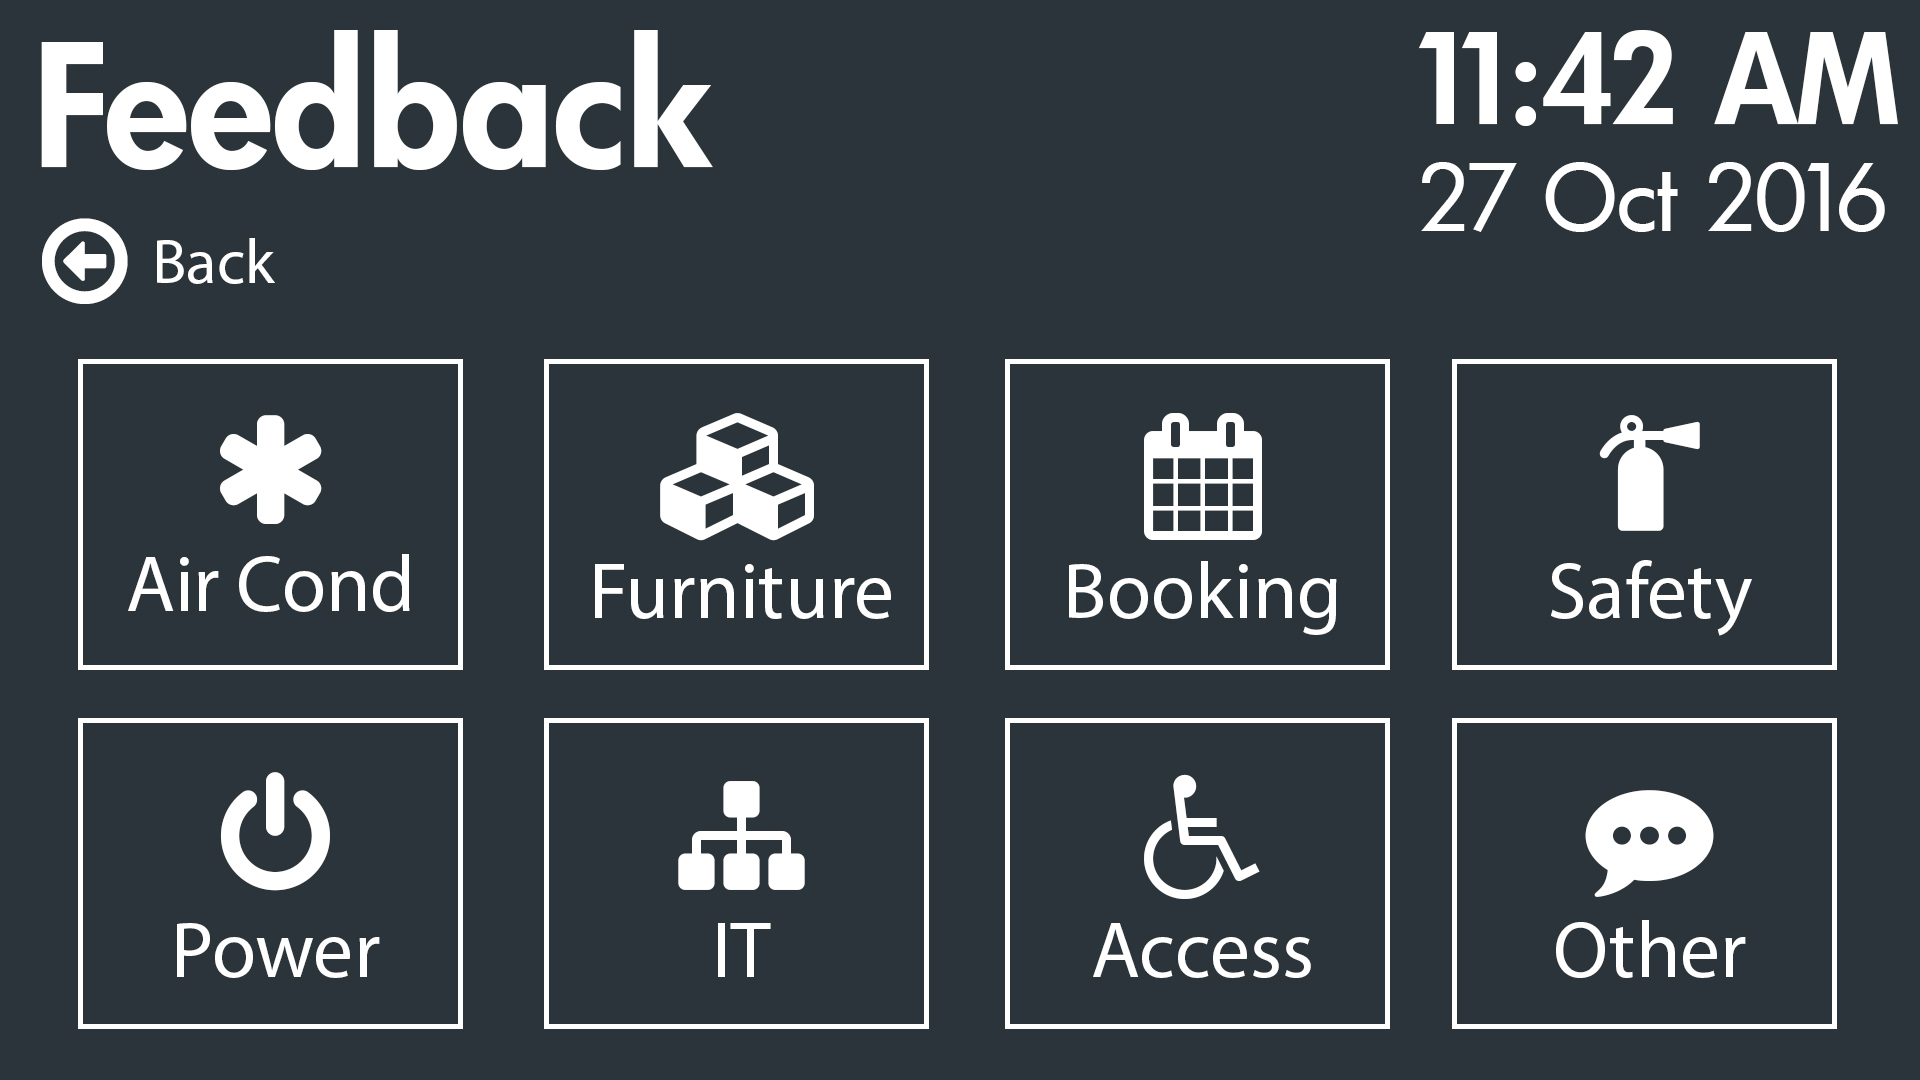 Feedback
11:42 AM
27 Oct 2016
Back
Air Cond
Furniture
Booking
Safety
Power
IT
Access
Other